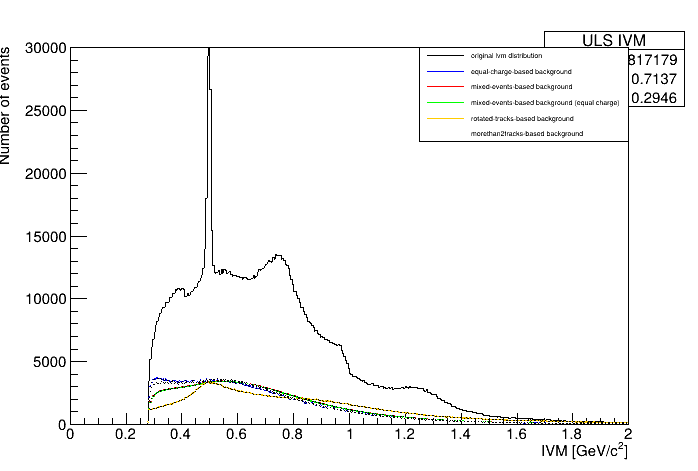 ULS IVM
817179
0.7137
0.2946
original Ivm distribution
equal-charge-based background
mixed-events-based background
mixed-events-based background (equal charge)
rotated-tracks-based background
morethan2tracks-based background
Number of events
30000
25000
20000
15000
10000
5000
0
0 0.2 0.4 0.6 0.8 1 1.2 1.4 1.6 1.8 2
IVM [GeV/c²]